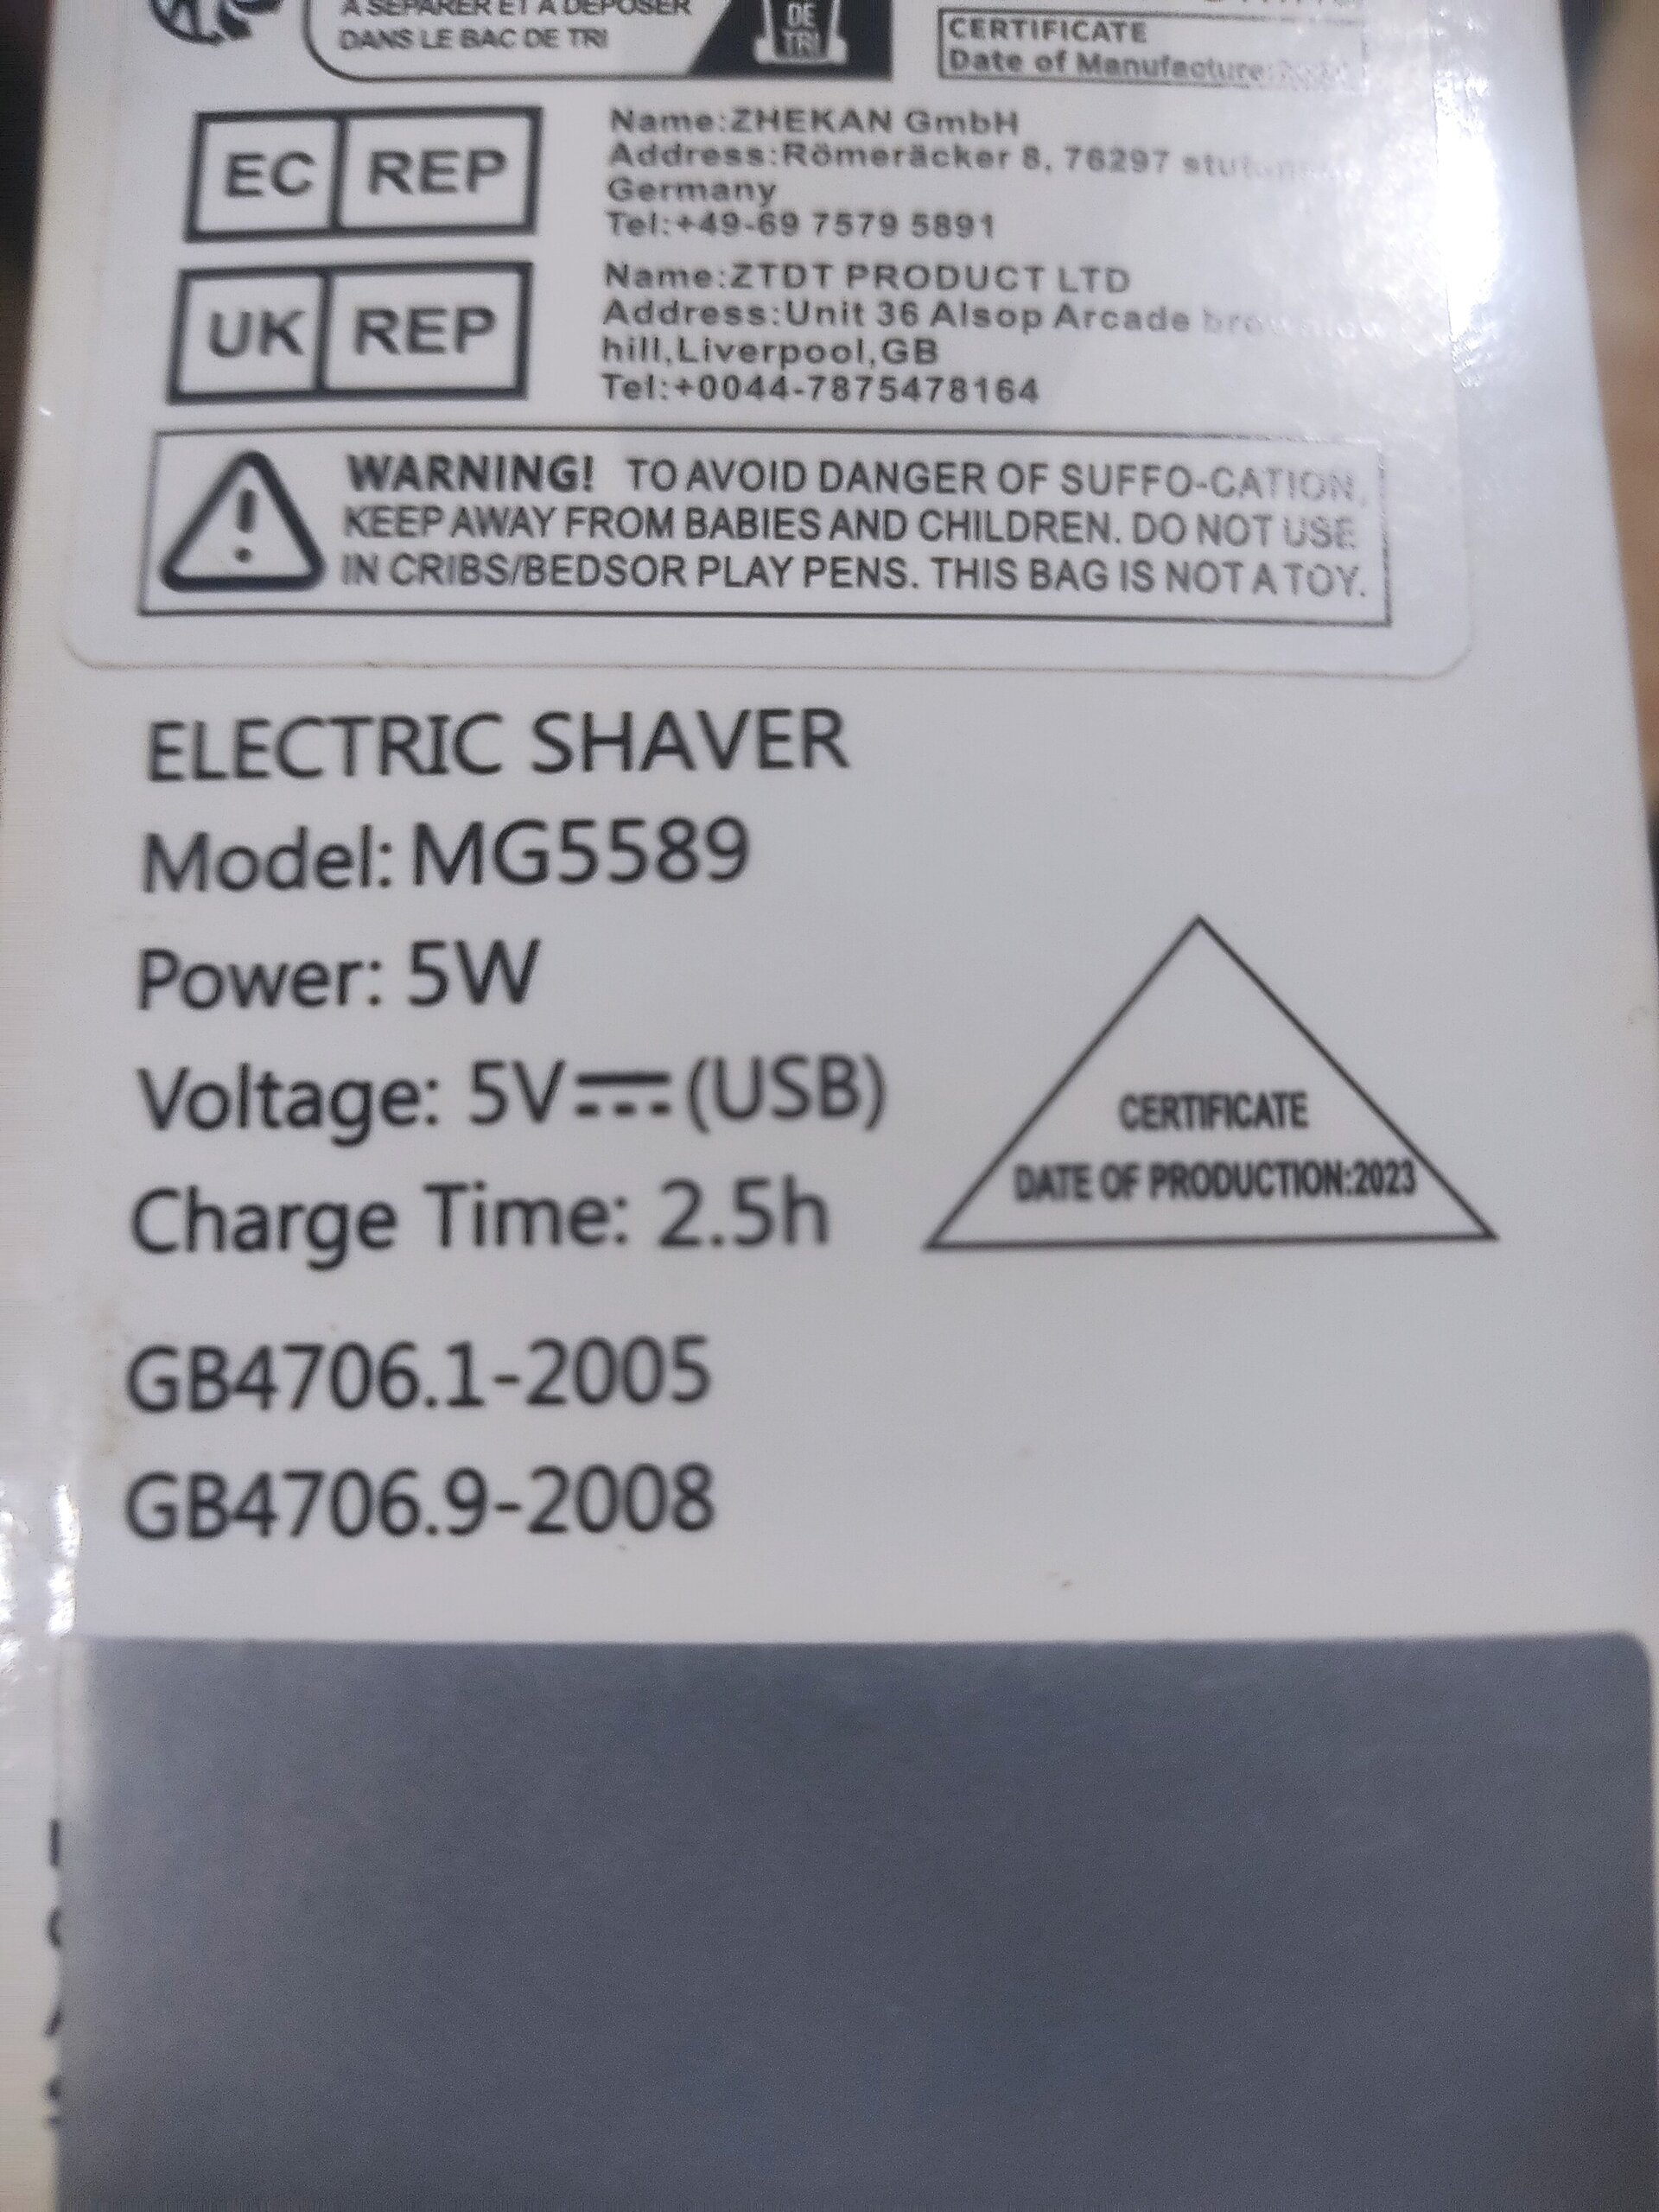 A SÉPARER ET À DÉPOSER
DANS LE BAC DE TRI
DE
TRI
CERTIFICATE
Date of Manufacture:
EC REP
Name:ZHEKAN GmbH
Address:Römeräcker 8, 76297
Germany
Tel:+49-69 7579 5891
UK REP
Name:ZTDT PRODUCT LTD
Address:Unit 36 Alsop Arcade
hill,Liverpool,GB
Tel:+0044-7875478164
WARNING! TO AVOID DANGER OF SUFFO-CATION,
KEEP AWAY FROM BABIES AND CHILDREN. DO NOT USE
IN CRIBS/BEDSOR PLAY PENS. THIS BAG IS NOT A TOY.
ELECTRIC SHAVER
Model: MG5589
Power: 5W
Voltage: 5V⎓(USB)
Charge Time: 2.5h
CERTIFICATE
DATE OF PRODUCTION:2023
GB4706.1-2005
GB4706.9-2008